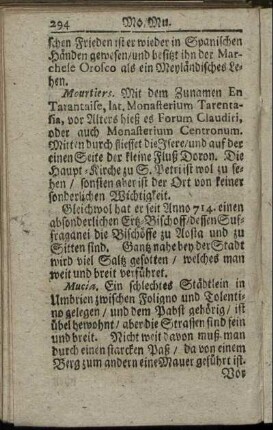 294 Mo. Mu.
schen Frieden ist er wieder in Spanischen
Händen gewesen/ und besitzt ihn der Mar-
chese Orosco als ein Meyländisches Le-
hen.
Moustiers. Mit dem Zunamen En
Tarantaise, lat. Monasterium Tarenta-
sia, vor Alters hieß es Forum Claudici,
oder auch Monasterium Centronum.
Mitten durch fliesset die Isere/ und auf der
einen Seite der kleine Fluß Doron. Die
Haupt-Kirche zu S. Petri ist wol zu se-
hen / sonsten aber ist der Ort von keiner
sonderlichen Wichtigkeit.
Gleichwol hat er seit Anno 714. einen
absonderlichen Ertz-Bischoff/ dessen Suf-
fraganei die Bischöffe zu Aosta und zu
Sitten sind. Gantz nahe bey der Stadt
wird viel Saltz gesotten / welches man
weit und breit verführet.
Mucia. Ein schlechtes Städtlein in
Umbrien zwischen Foligno und Tolenti-
no gelegen / und dem Pabst gehörig / ist
übel bewohnt / aber die Strassen sind fein
und breit. Nicht weit davon muß man
durch einen starcken Paß / da von einem
Berg zum andern eine Mauer geführt ist.
Vor